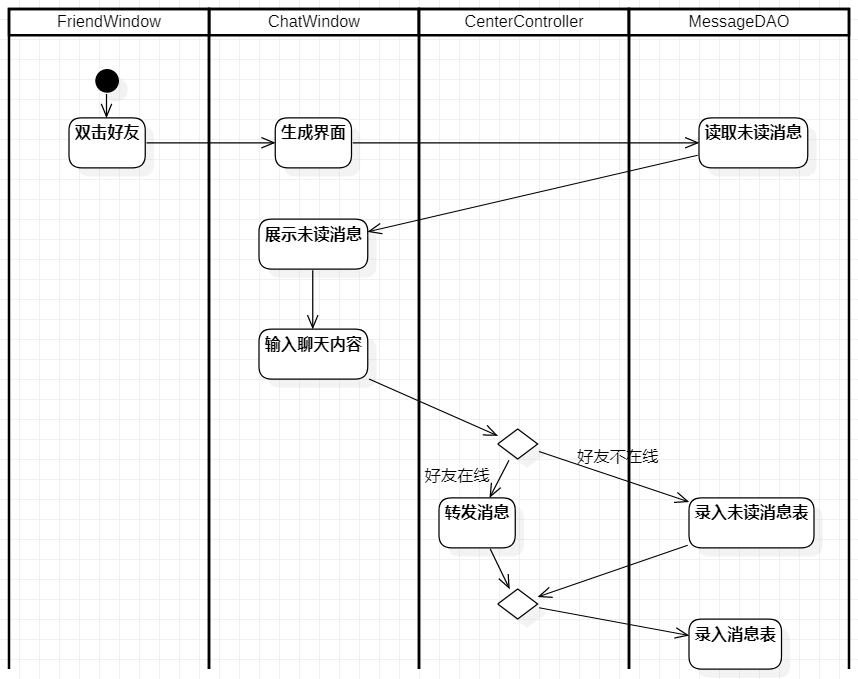 FriendWindow
ChatWindow
CenterController
MessageDAO
双击好友
生成界面
读取未读消息
展示未读消息
输入聊天内容
好友在线
好友不在线
转发消息
录入未读消息表
录入消息表